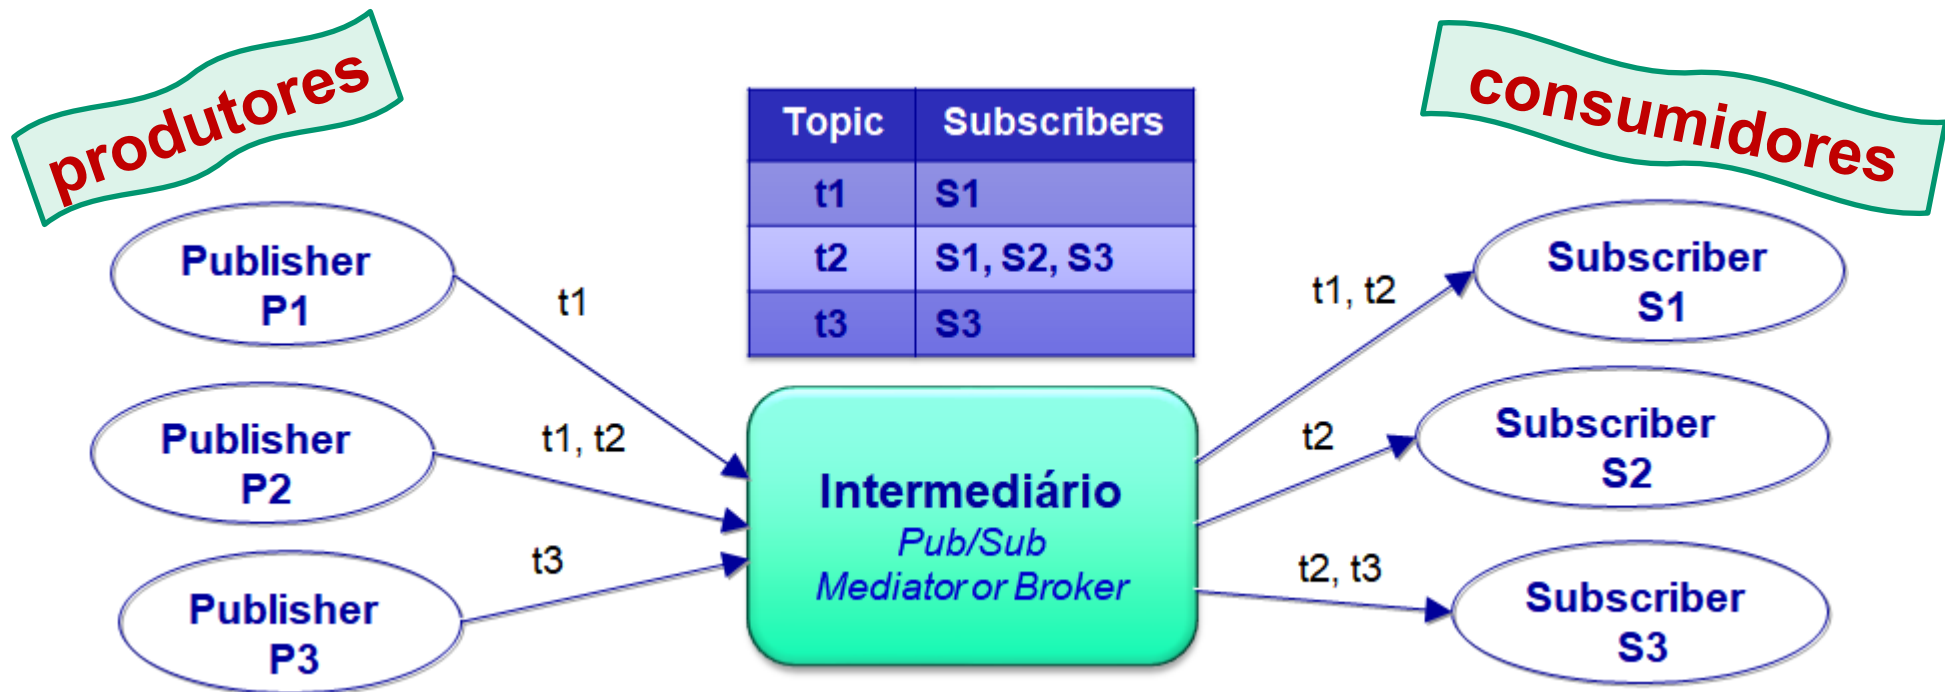 produtores
consumidores
Topic Subscribers
t1 S1
t2 S1, S2, S3
t3 S3
Publisher
P1
t1
Publisher
P2
t1, t2
Publisher
P3
t3
Intermediário
Pub/Sub
Mediator or Broker
t1, t2
Subscriber
S1
t2
Subscriber
S2
t2, t3
Subscriber
S3